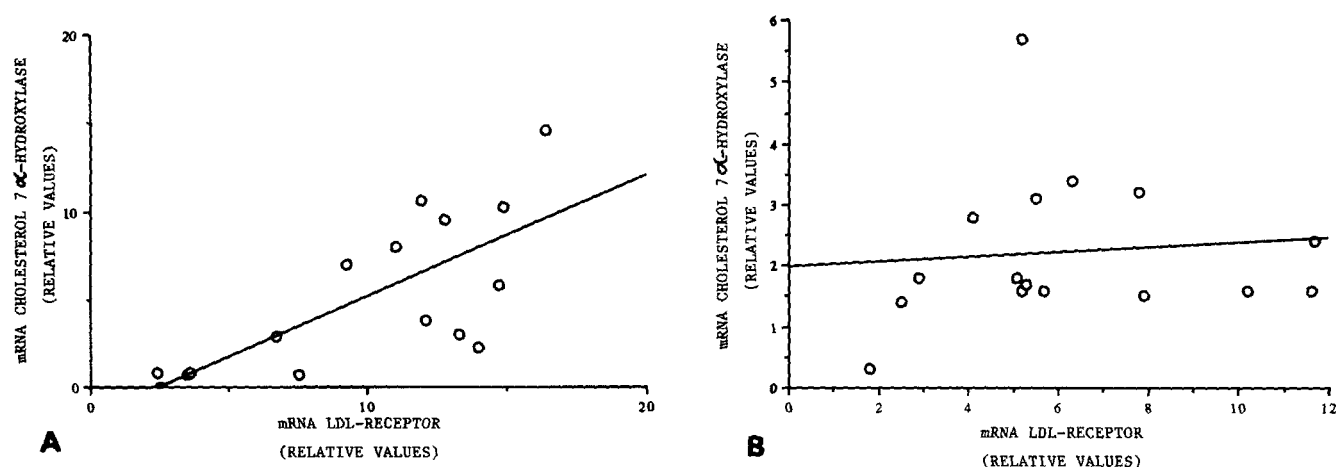 20
10
0
mRNA CHOLESTEROL 7α-HYDROXYLASE
(RELATIVE VALUES)
0
10
20
mRNA LDL-RECEPTOR
(RELATIVE VALUES)
A
6
5
4
3
2
1
0
mRNA CHOLESTEROL 7α-HYDROXYLASE
(RELATIVE VALUES)
0
2
4
6
8
10
12
mRNA LDL-RECEPTOR
(RELATIVE VALUES)
B